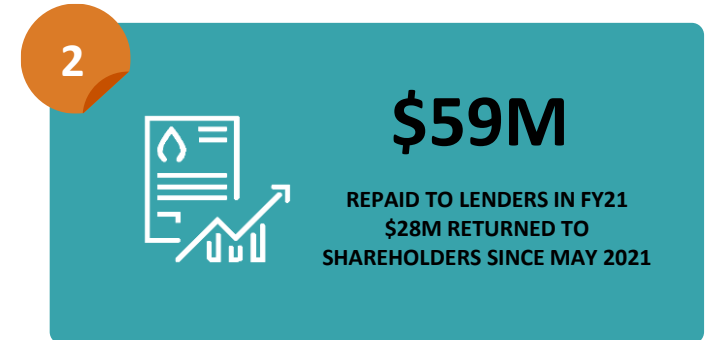 2
$59M
REPAID TO LENDERS IN FY21
$28M RETURNED TO
SHAREHOLDERS SINCE MAY 2021